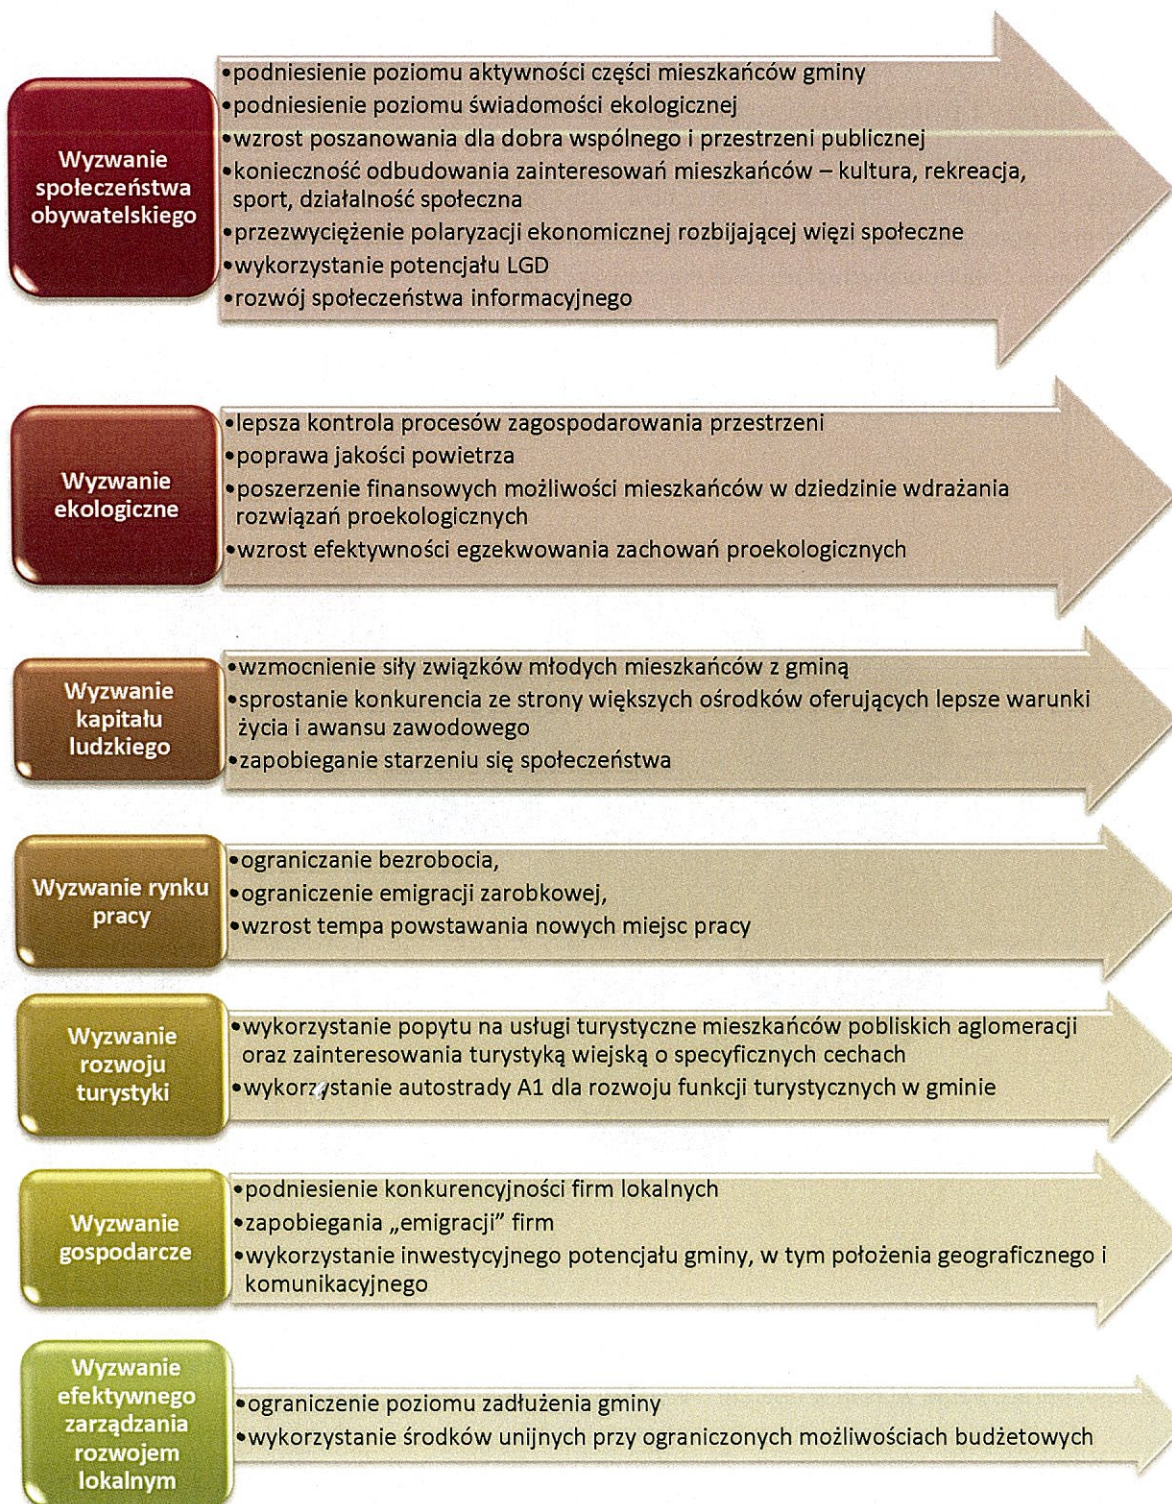 Wyzwanie
społeczeństwa
obywatelskiego
•podniesienie poziomu aktywności części mieszkańców gminy
•podniesienie poziomu świadomości ekologicznej
•wzrost poszanowania dla dobra wspólnego i przestrzeni publicznej
•konieczność odbudowania zainteresowań mieszkańców – kultura, rekreacja,
sport, działalność społeczna
•przezwyciężenie polaryzacji ekonomicznej rozbijającej więzi społeczne
•wykorzystanie potencjału LGD
•rozwój społeczeństwa informacyjnego
Wyzwanie
ekologiczne
•lepsza kontrola procesów zagospodarowania przestrzeni
•poprawa jakości powietrza
•poszerzenie finansowych możliwości mieszkańców w dziedzinie wdrażania
rozwiązań proekologicznych
•wzrost efektywności egzekwowania zachowań proekologicznych
Wyzwanie
kapitału
ludzkiego
•wzmocnienie siły związków młodych mieszkańców z gminą
•sprostanie konkurencia ze strony większych ośrodków oferujących lepsze warunki
życia i awansu zawodowego
•zapobieganie starzeniu się społeczeństwa
Wyzwanie rynku
pracy
•ograniczanie bezrobocia,
•ograniczenie emigracji zarobkowej,
•wzrost tempa powstawania nowych miejsc pracy
Wyzwanie
rozwoju
turystyki
•wykorzystanie popytu na usługi turystyczne mieszkańców pobliskich aglomeracji
oraz zainteresowania turystyką wiejską o specyficznych cechach
•wykorzystanie autostrady A1 dla rozwoju funkcji turystycznych w gminie
Wyzwanie
gospodarcze
•podniesienie konkurencyjności firm lokalnych
•zapobiegania „emigracji” firm
•wykorzystanie inwestycyjnego potencjału gminy, w tym położenia geograficznego i
komunikacyjnego
Wyzwanie
efektywnego
zarządzania
rozwojem
lokalnym
•ograniczenie poziomu zadłużenia gminy
•wykorzystanie środków unijnych przy ograniczonych możliwościach budżetowych